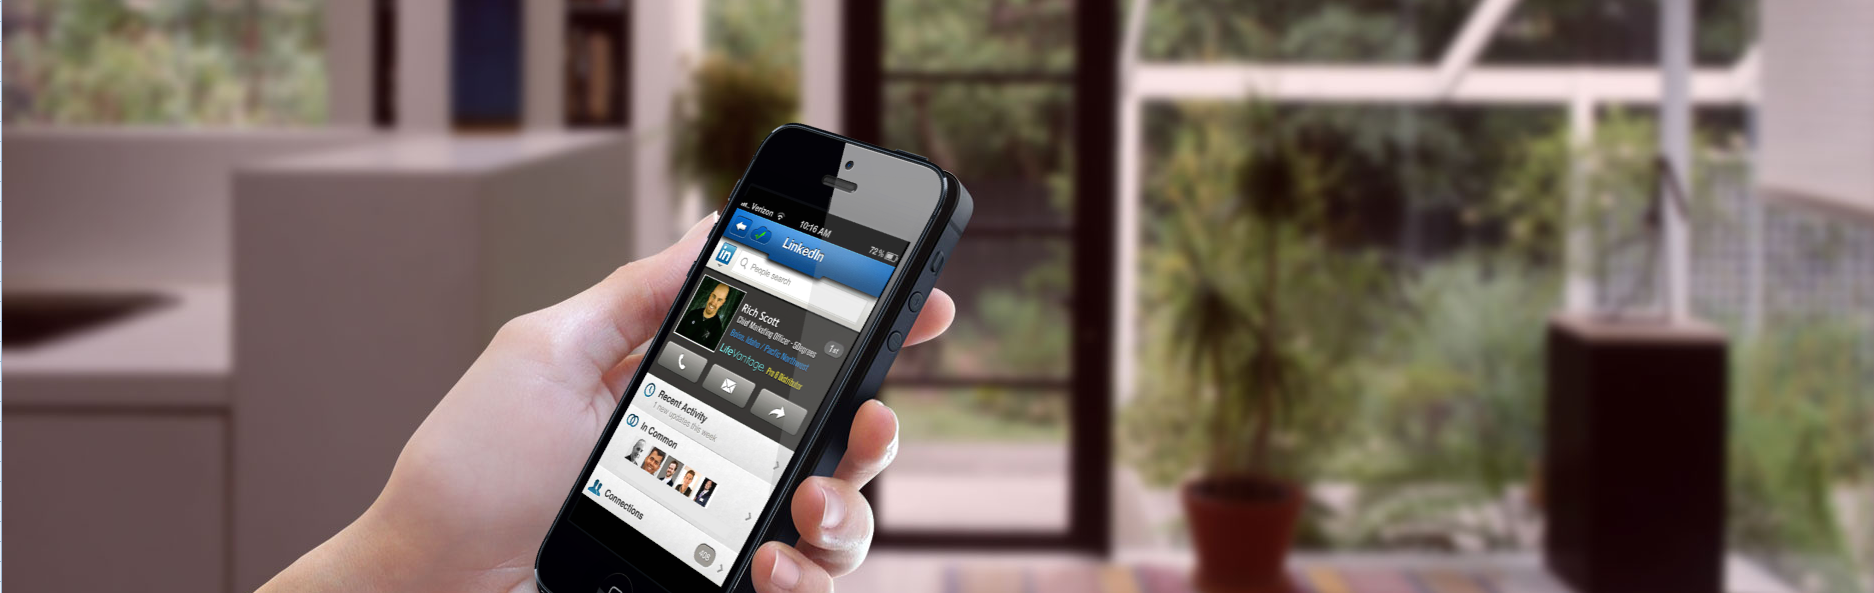 Verizon
10:16 AM
72%
LinkedIn
in
People search
Rich Scott
Chief Marketing Officer - 5Degrees
1st
Boise, Idaho / Pacific Northwest
LifeVantage. Pro 6 Distributor
Recent Activity
1 new updates this week
In Common
Connections
408